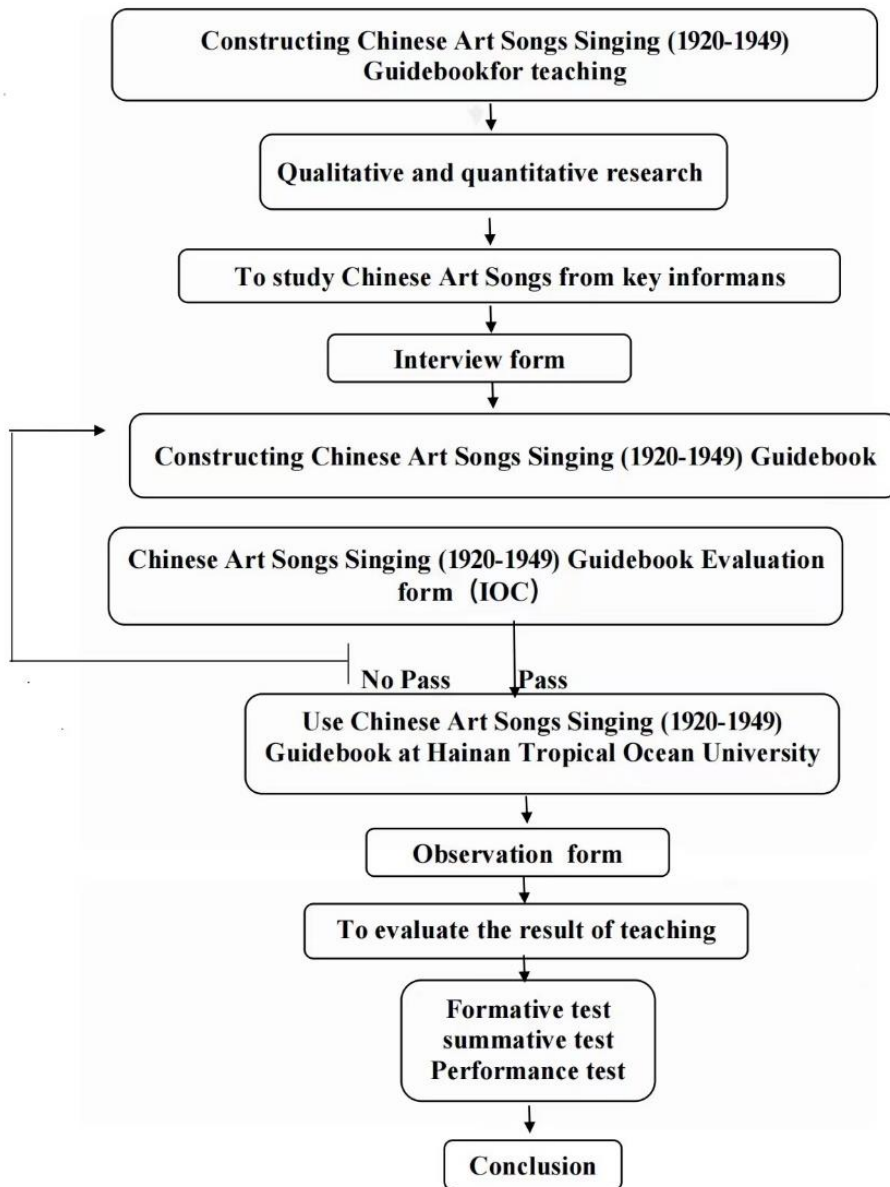 Constructing Chinese Art Songs Singing (1920-1949)
Guidebookfor teaching
Qualitative and quantitative research
To study Chinese Art Songs from key informans
Interview form
Constructing Chinese Art Songs Singing (1920-1949) Guidebook
Chinese Art Songs Singing (1920-1949) Guidebook Evaluation
form（IOC）
No Pass
Pass
Use Chinese Art Songs Singing (1920-1949)
Guidebook at Hainan Tropical Ocean University
Observation form
To evaluate the result of teaching
Formative test
summative test
Performance test
Conclusion